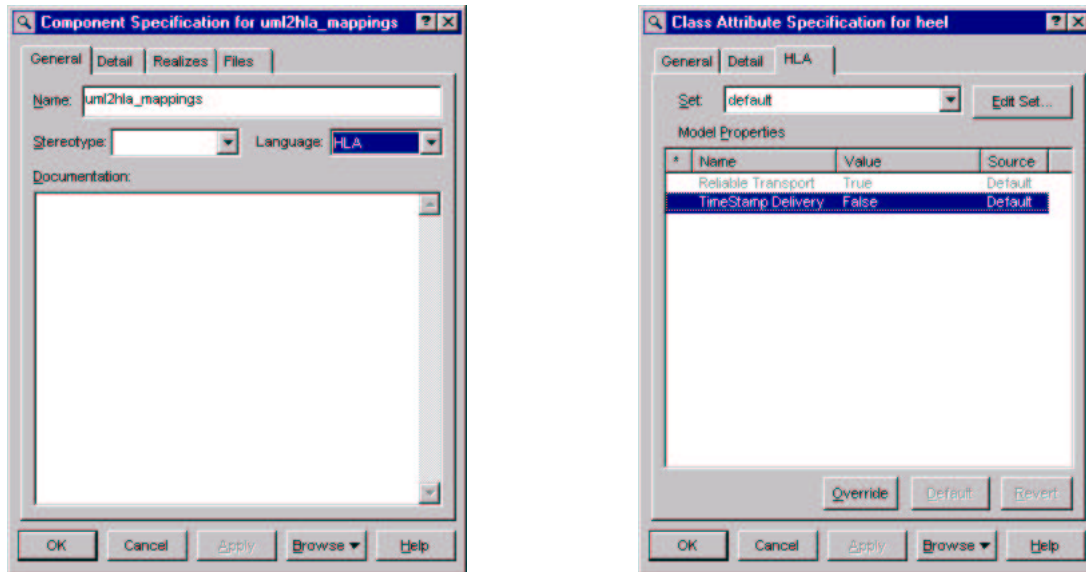 Component Specification for uml2hla_mappings
General Detail Realizes Files
Name: uml2hla_mappings
Stereotype: Language: HLA
Documentation:
OK Cancel Apply Browse Help
Class Attribute Specification for heel
General Detail HLA
Set: default Edit Set...
Model Properties
* Name Value Source
Reliable Transport True Default
TimeStamp Delivery False Default
Override Default Revert
OK Cancel Apply Browse Help